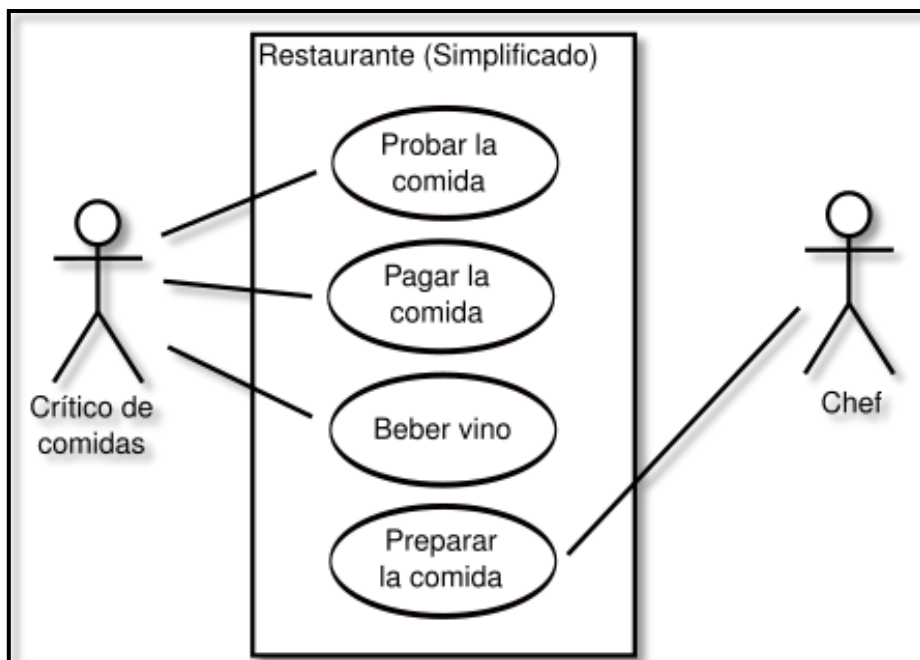 Restaurante (Simplificado)
Probar la
comida
Pagar la
comida
Beber vino
Preparar
la comida
Crítico de
comidas
Chef